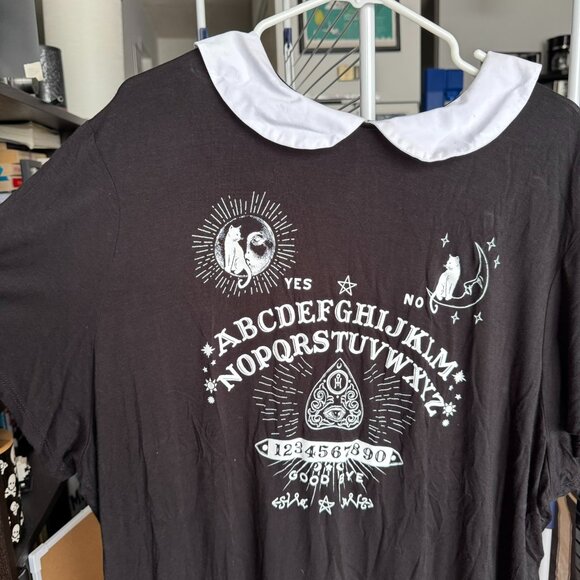 YES
NO
ABCDEFGHIJKLM
NOPQRSTUVWXYZ
1234567890
GOOD BYE